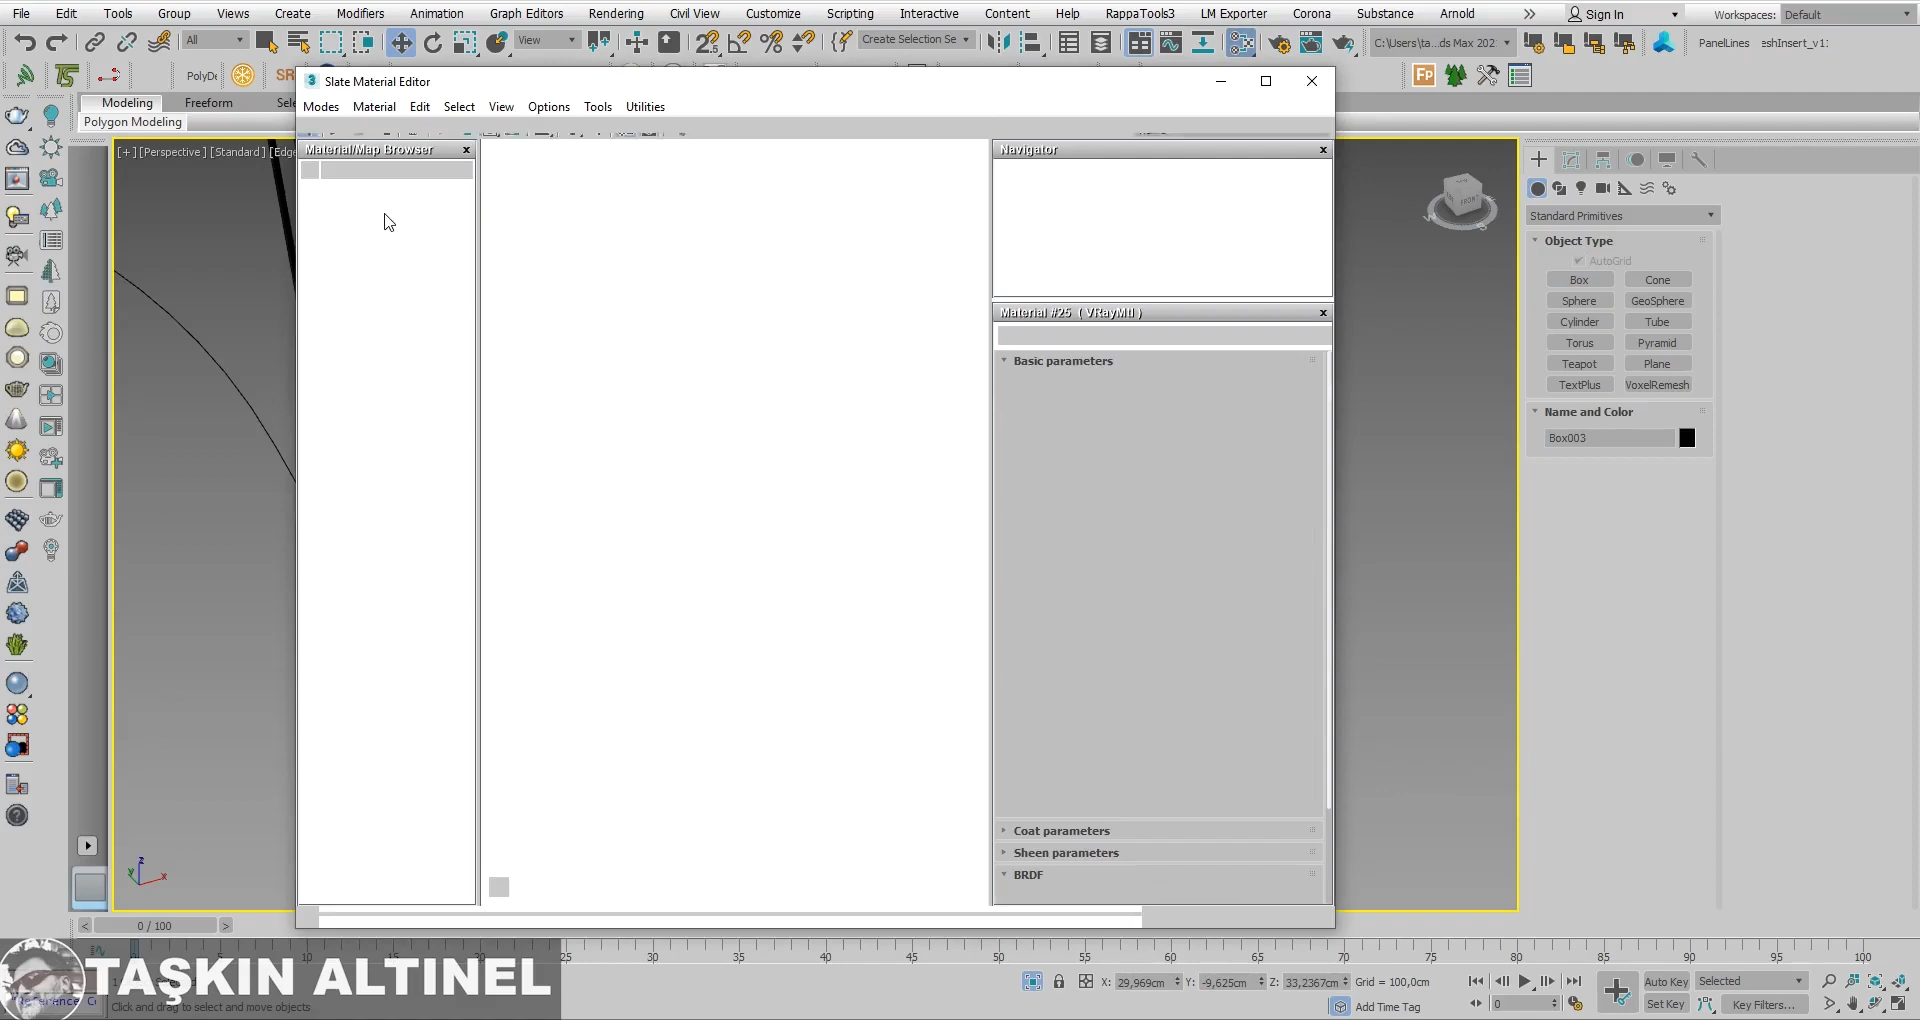 File Edit Tools Group Views Create Modifiers Animation Graph Editors Rendering Civil View Customize Scripting Interactive Content Help RappaTools3 LM Exporter Corona Substance Arnold Sign In Workspaces: Default
All View Create Selection Se C:\Users\ta...ds Max 202 PanelLines eshInsert_v1:
PolyDe SR
Slate Material Editor
Modeling Freeform Sele
Modes Material Edit Select View Options Tools Utilities
Polygon Modeling
[+] [Perspective] [Standard] [Edge
Material/Map Browser
Navigator
Standard Primitives
Object Type
AutoGrid
Box Cone
Sphere GeoSphere
Cylinder Tube
Torus Pyramid
Teapot Plane
TextPlus VoxelRemesh
Name and Color
Box003
FRONT
Material #25 ( VRayMtl )
Basic parameters
Coat parameters
Sheen parameters
BRDF
z
y x
0 / 100
25 30 35 40 45 50 55 60 65 70 75 80 85 90 95 100
TAŞKIN ALTINEL
X: 29,969cm Y: -9,625cm Z: 33,2367cm Grid = 100,0cm
Auto Key Selected
Click and drag to select and move objects
Add Time Tag
0
Set Key Key Filters...